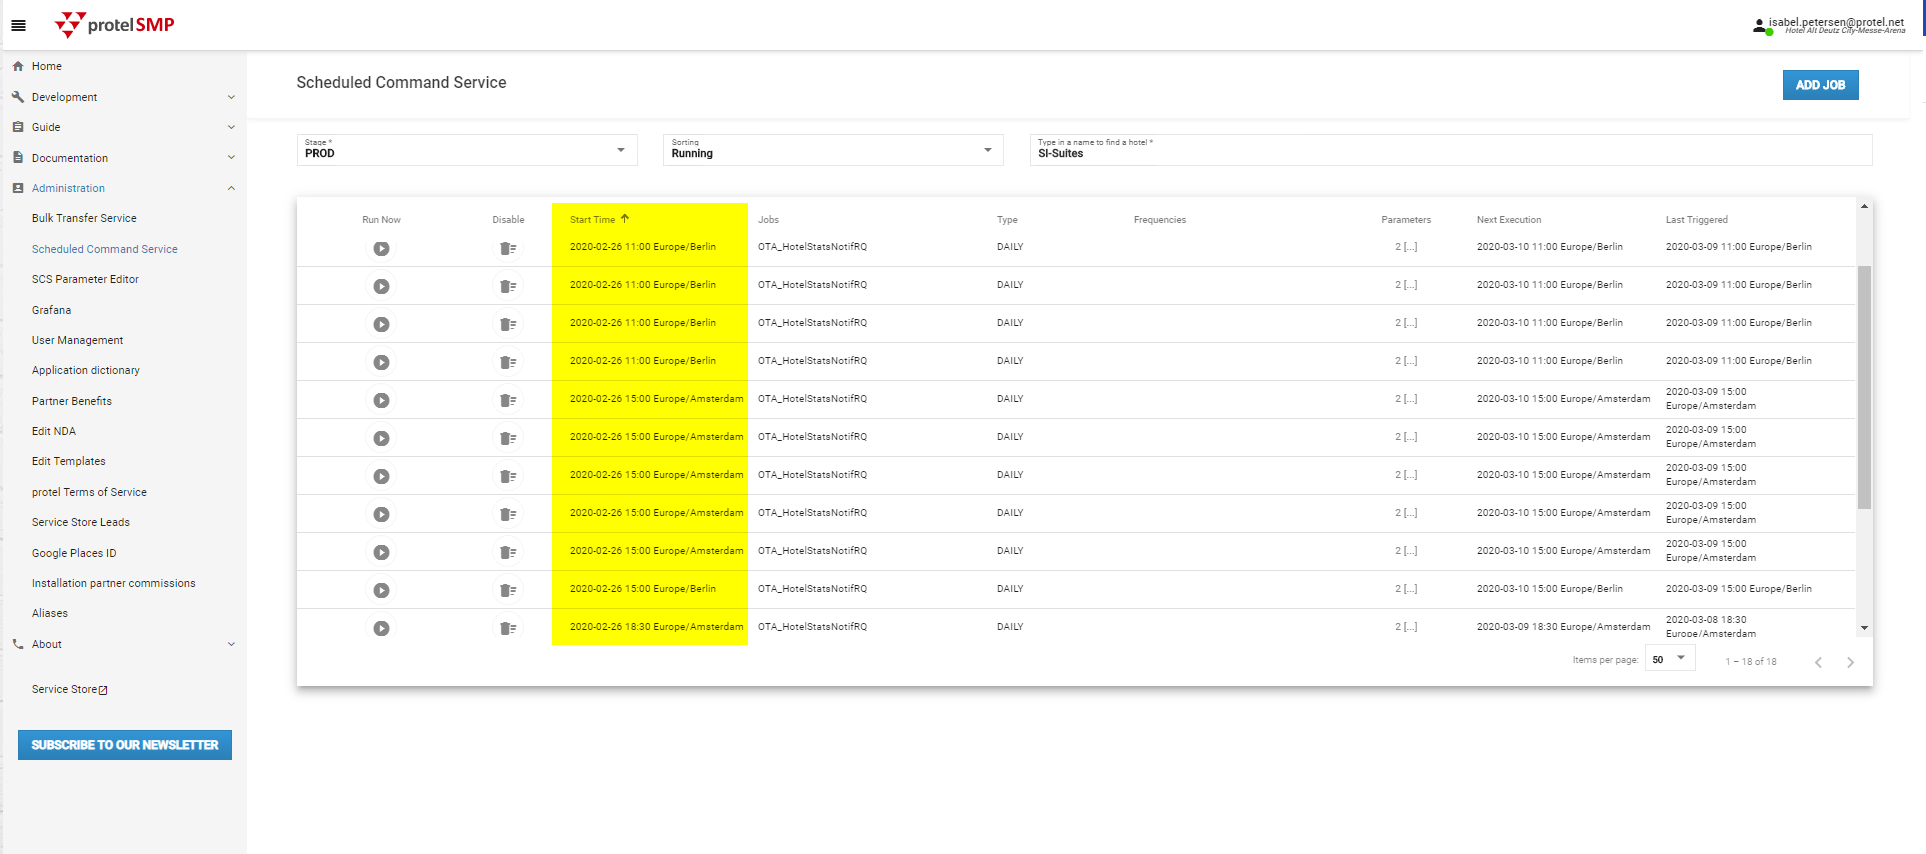 protel SMP
isabel.petersen@protel.net
Hotel Alt Deutz City-Messe-Arena
Home
Development
Guide
Documentation
Administration
Bulk Transfer Service
Scheduled Command Service
SCS Parameter Editor
Grafana
User Management
Application dictionary
Partner Benefits
Edit NDA
Edit Templates
protel Terms of Service
Service Store Leads
Google Places ID
Installation partner commissions
Aliases
About
Service Store
SUBSCRIBE TO OUR NEWSLETTER
Scheduled Command Service
ADD JOB
Stage *
PROD
Sorting
Running
Type in a name to find a hotel *
SI-Suites
Run Now Disable Start Time Jobs Type Frequencies Parameters Next Execution Last Triggered
2020-02-26 11:00 Europe/Berlin OTA_HotelStatsNotifRQ DAILY 2 [...] 2020-03-10 11:00 Europe/Berlin 2020-03-09 11:00 Europe/Berlin
2020-02-26 11:00 Europe/Berlin OTA_HotelStatsNotifRQ DAILY 2 [...] 2020-03-10 11:00 Europe/Berlin 2020-03-09 11:00 Europe/Berlin
2020-02-26 11:00 Europe/Berlin OTA_HotelStatsNotifRQ DAILY 2 [...] 2020-03-10 11:00 Europe/Berlin 2020-03-09 11:00 Europe/Berlin
2020-02-26 11:00 Europe/Berlin OTA_HotelStatsNotifRQ DAILY 2 [...] 2020-03-10 11:00 Europe/Berlin 2020-03-09 11:00 Europe/Berlin
2020-02-26 15:00 Europe/Amsterdam OTA_HotelStatsNotifRQ DAILY 2 [...] 2020-03-10 15:00 Europe/Amsterdam 2020-03-09 15:00
Europe/Amsterdam
2020-02-26 15:00 Europe/Amsterdam OTA_HotelStatsNotifRQ DAILY 2 [...] 2020-03-10 15:00 Europe/Amsterdam 2020-03-09 15:00
Europe/Amsterdam
2020-02-26 15:00 Europe/Amsterdam OTA_HotelStatsNotifRQ DAILY 2 [...] 2020-03-10 15:00 Europe/Amsterdam 2020-03-09 15:00
Europe/Amsterdam
2020-02-26 15:00 Europe/Amsterdam OTA_HotelStatsNotifRQ DAILY 2 [...] 2020-03-10 15:00 Europe/Amsterdam 2020-03-09 15:00
Europe/Amsterdam
2020-02-26 15:00 Europe/Amsterdam OTA_HotelStatsNotifRQ DAILY 2 [...] 2020-03-10 15:00 Europe/Amsterdam 2020-03-09 15:00
Europe/Amsterdam
2020-02-26 15:00 Europe/Berlin OTA_HotelStatsNotifRQ DAILY 2 [...] 2020-03-10 15:00 Europe/Berlin 2020-03-09 15:00 Europe/Berlin
2020-02-26 18:30 Europe/Amsterdam OTA_HotelStatsNotifRQ DAILY 2 [...] 2020-03-09 18:30 Europe/Amsterdam 2020-03-08 18:30
Europe/Amsterdam
Items per page: 50 1 – 18 of 18